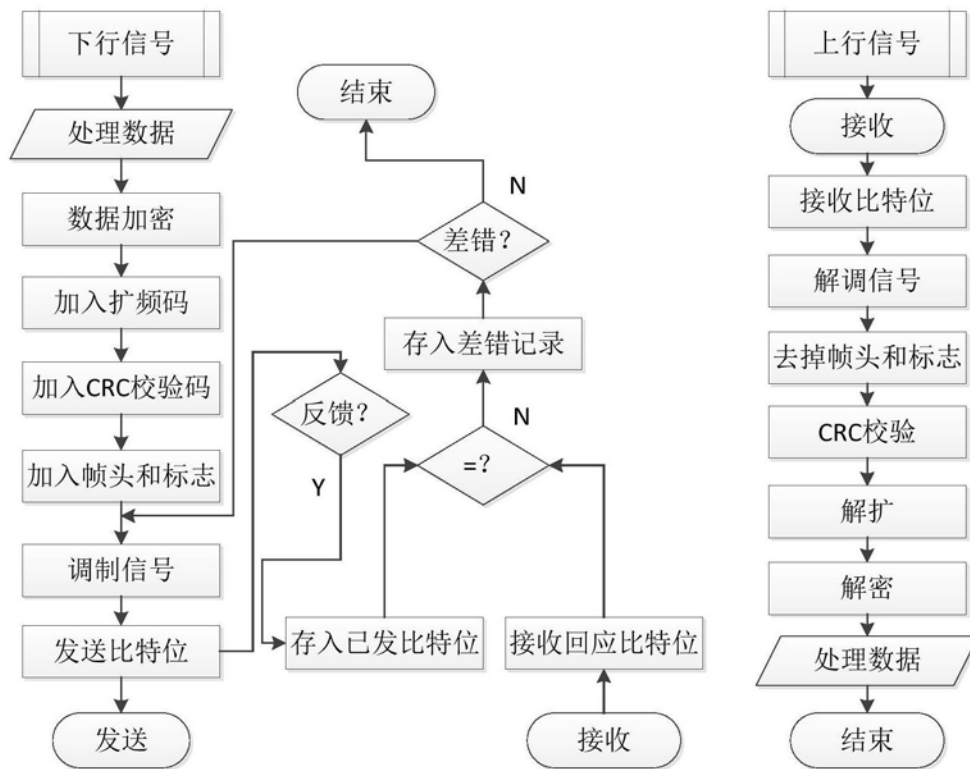 下行信号
处理数据
数据加密
加入扩频码
加入CRC校验码
加入帧头和标志
调制信号
发送比特位
发送
结束
N
差错？
存入差错记录
反馈？
N
=？
Y
存入已发比特位
接收回应比特位
接收
上行信号
接收
接收比特位
解调信号
去掉帧头和标志
CRC校验
解扩
解密
处理数据
结束